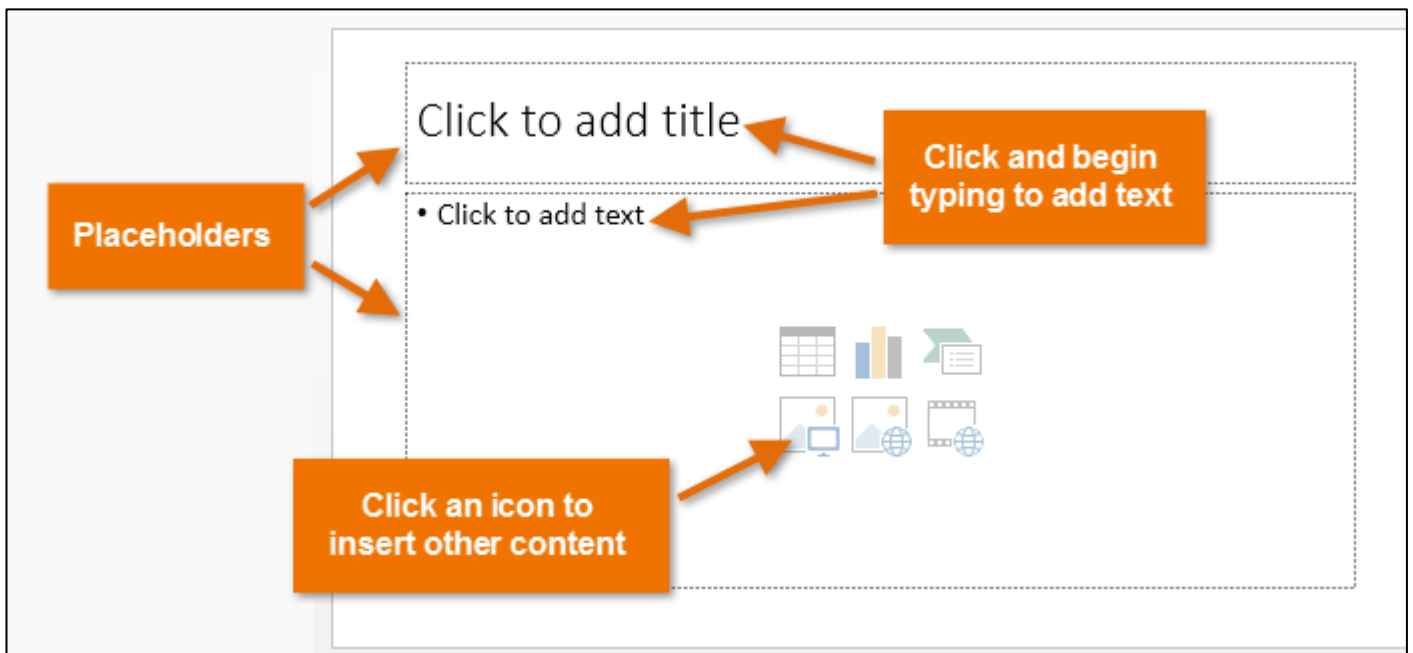 Click to add title
Click and begin
typing to add text
Placeholders
• Click to add text
Click an icon to
insert other content